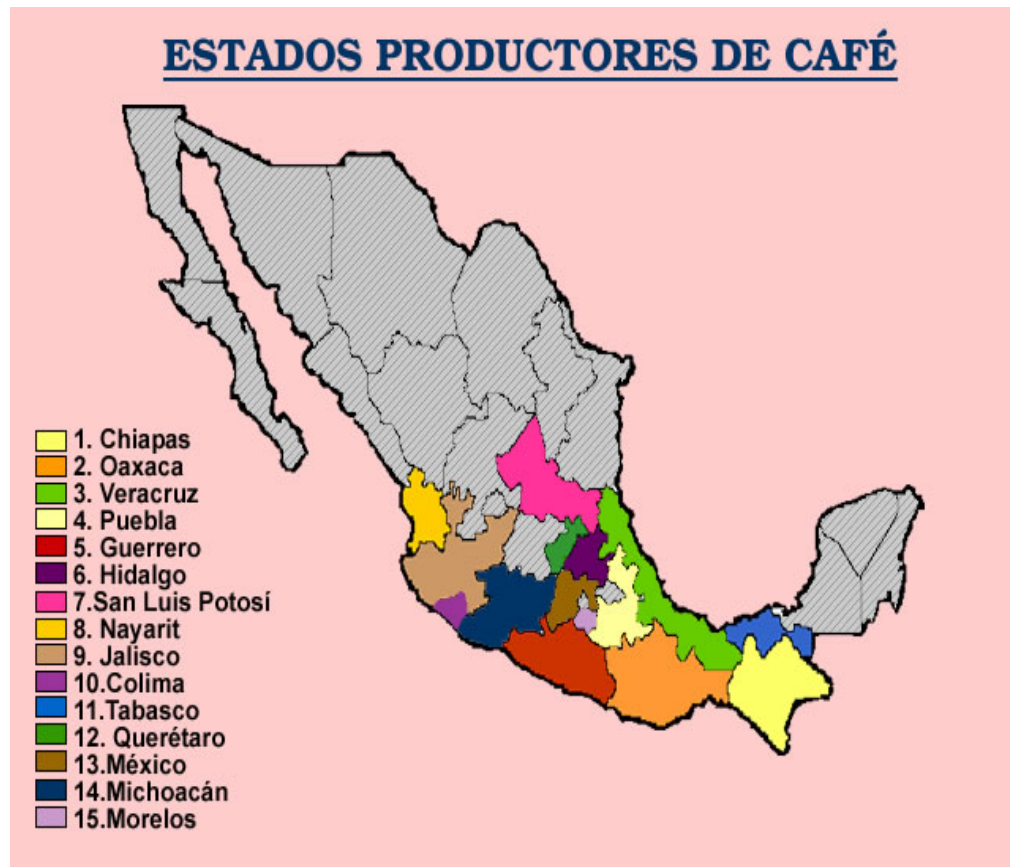 ESTADOS PRODUCTORES DE CAFÉ
1. Chiapas
2. Oaxaca
3. Veracruz
4. Puebla
5. Guerrero
6. Hidalgo
7.San Luis Potosí
8. Nayarit
9. Jalisco
10.Colima
11.Tabasco
12. Querétaro
13.México
14.Michoacán
15.Morelos